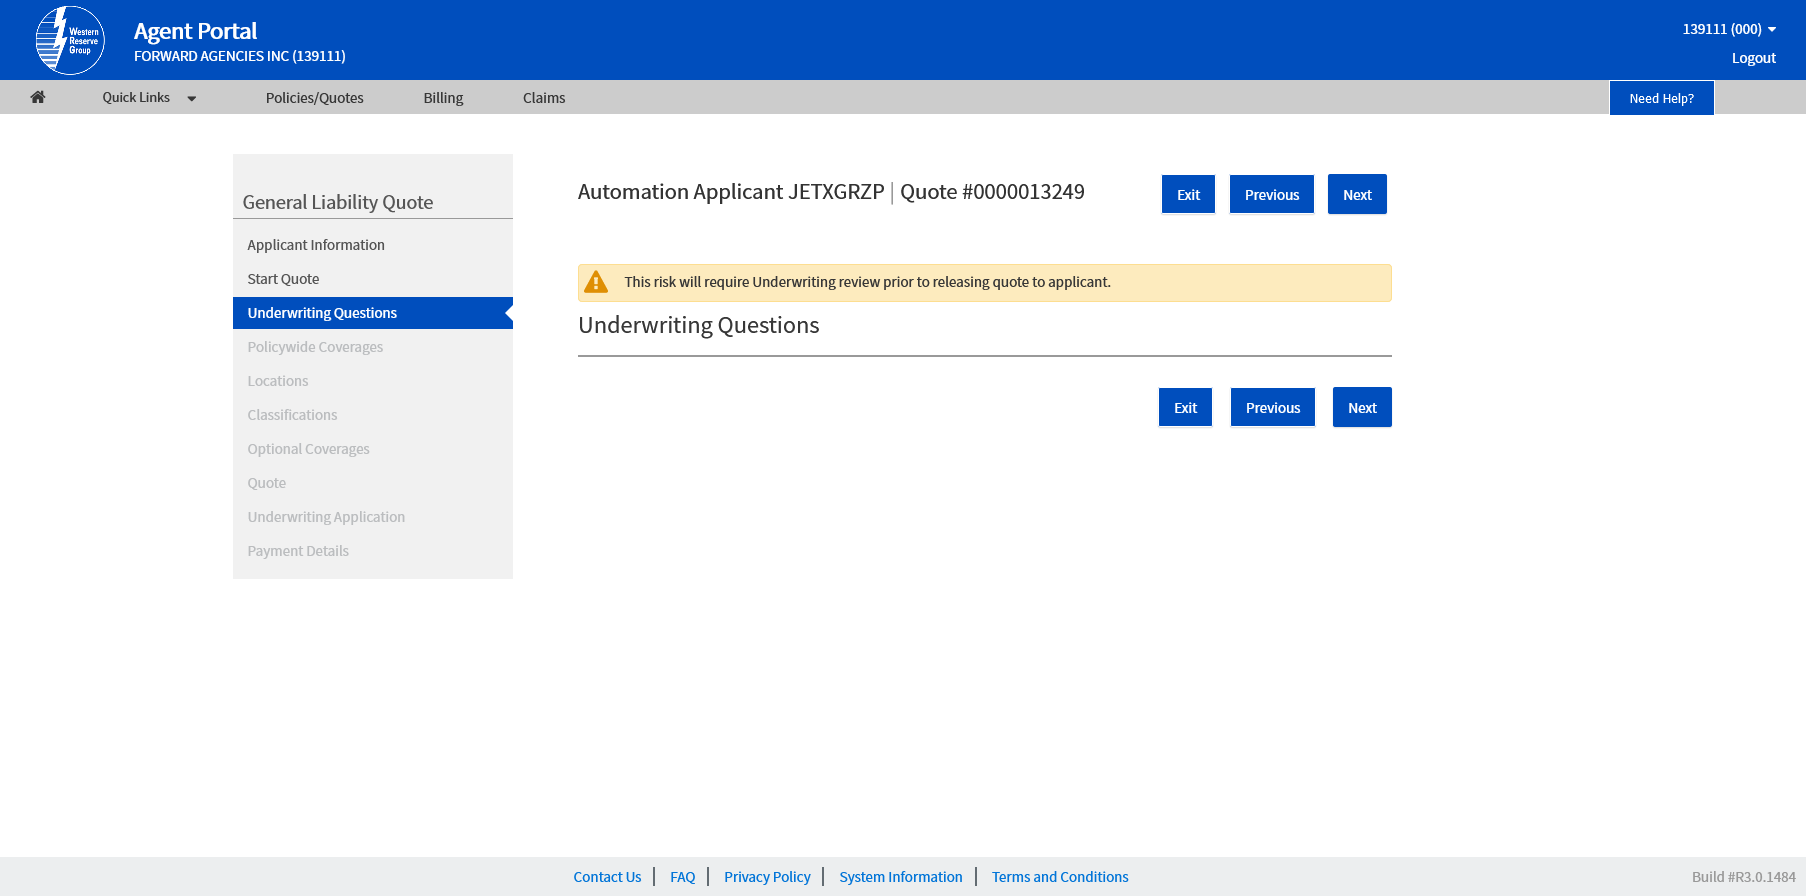 Western
Reserve
Group
Agent Portal
FORWARD AGENCIES INC (139111)
139111 (000)
Logout
Quick Links
Policies/Quotes
Billing
Claims
Need Help?
General Liability Quote
Applicant Information
Start Quote
Underwriting Questions
Policywide Coverages
Locations
Classifications
Optional Coverages
Quote
Underwriting Application
Payment Details
Automation Applicant JETXGRZP | Quote #0000013249
Exit
Previous
Next
This risk will require Underwriting review prior to releasing quote to applicant.
Underwriting Questions
Exit
Previous
Next
Contact Us
FAQ
Privacy Policy
System Information
Terms and Conditions
Build #R3.0.1484